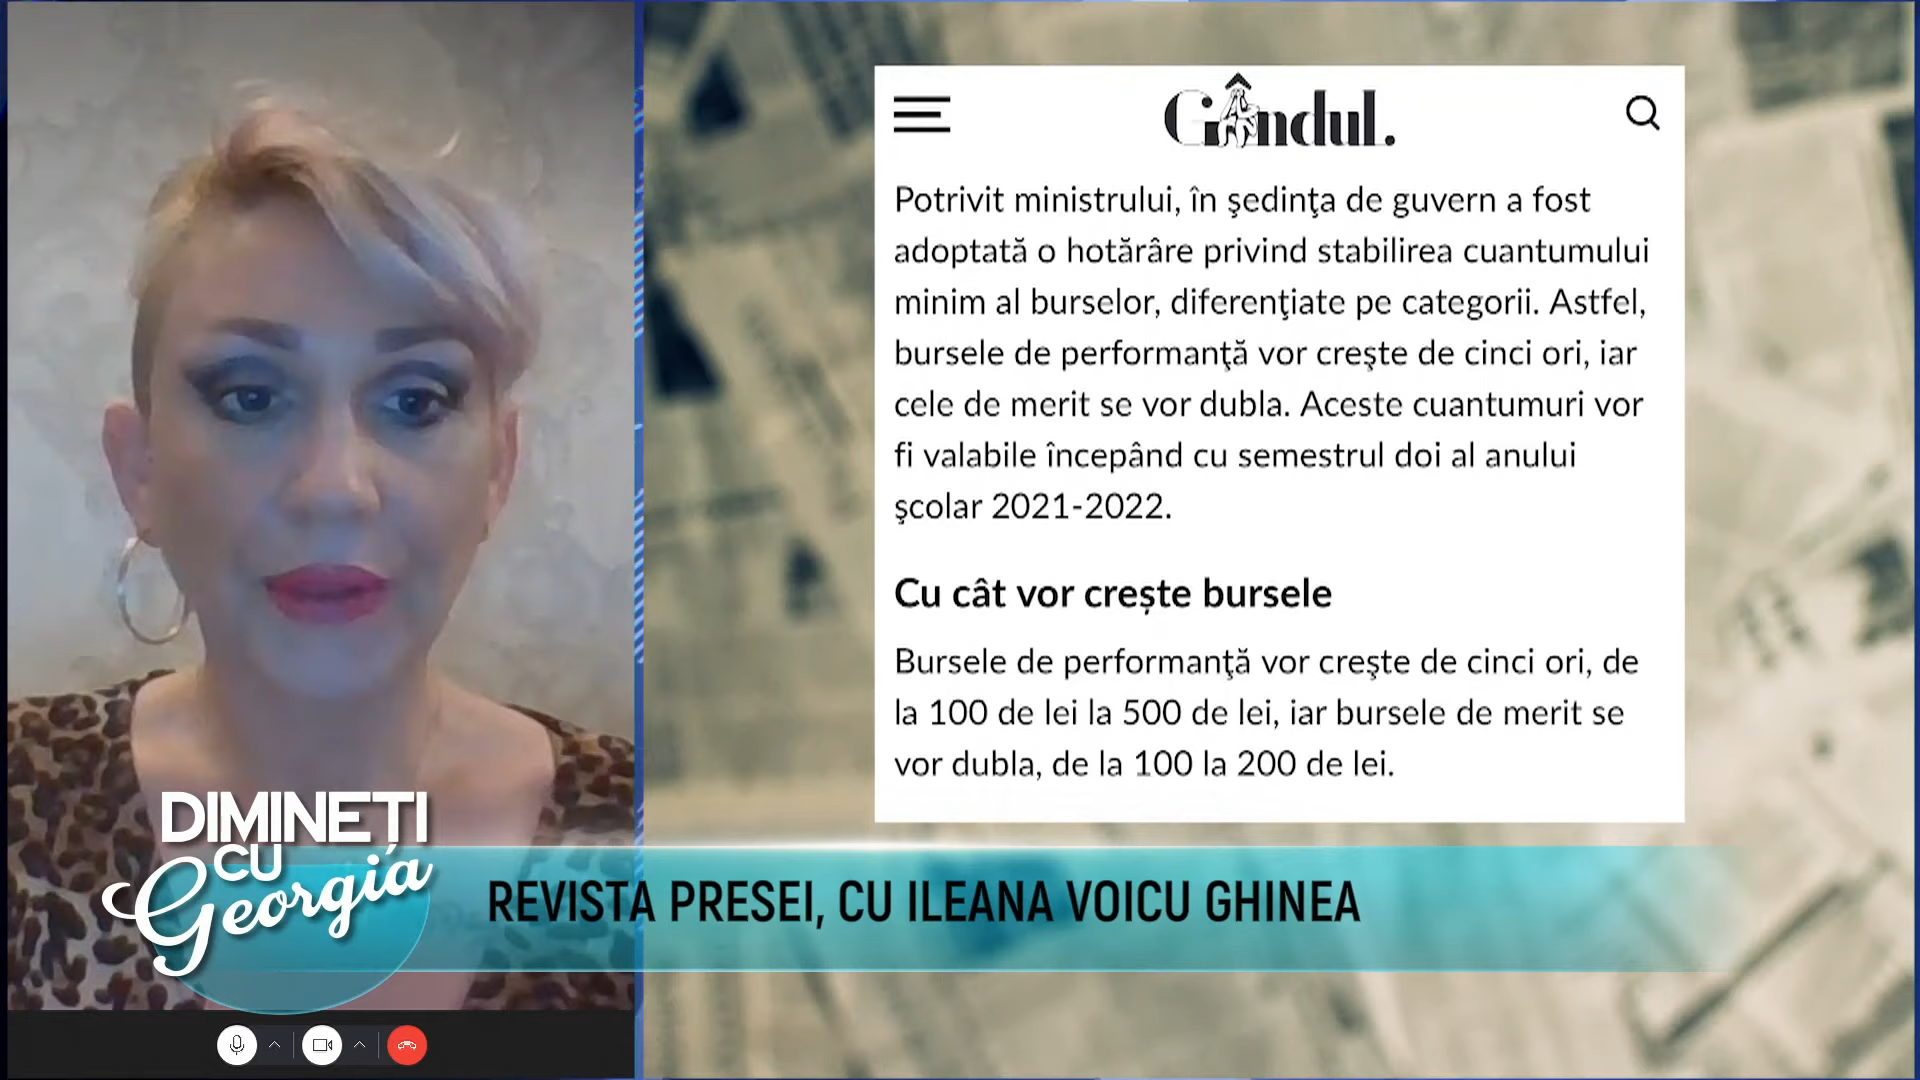 Gândul.
Potrivit ministrului, în şedinţa de guvern a fost
adoptată o hotărâre privind stabilirea cuantumului
minim al burselor, diferenţiate pe categorii. Astfel,
bursele de performanţă vor creşte de cinci ori, iar
cele de merit se vor dubla. Aceste cuantumuri vor
fi valabile începând cu semestrul doi al anului
şcolar 2021-2022.
Cu cât vor crește bursele
Bursele de performanţă vor creşte de cinci ori, de
la 100 de lei la 500 de lei, iar bursele de merit se
vor dubla, de la 100 la 200 de lei.
DIMINEȚI
CU
Georgia
REVISTA PRESEI, CU ILEANA VOICU GHINEA